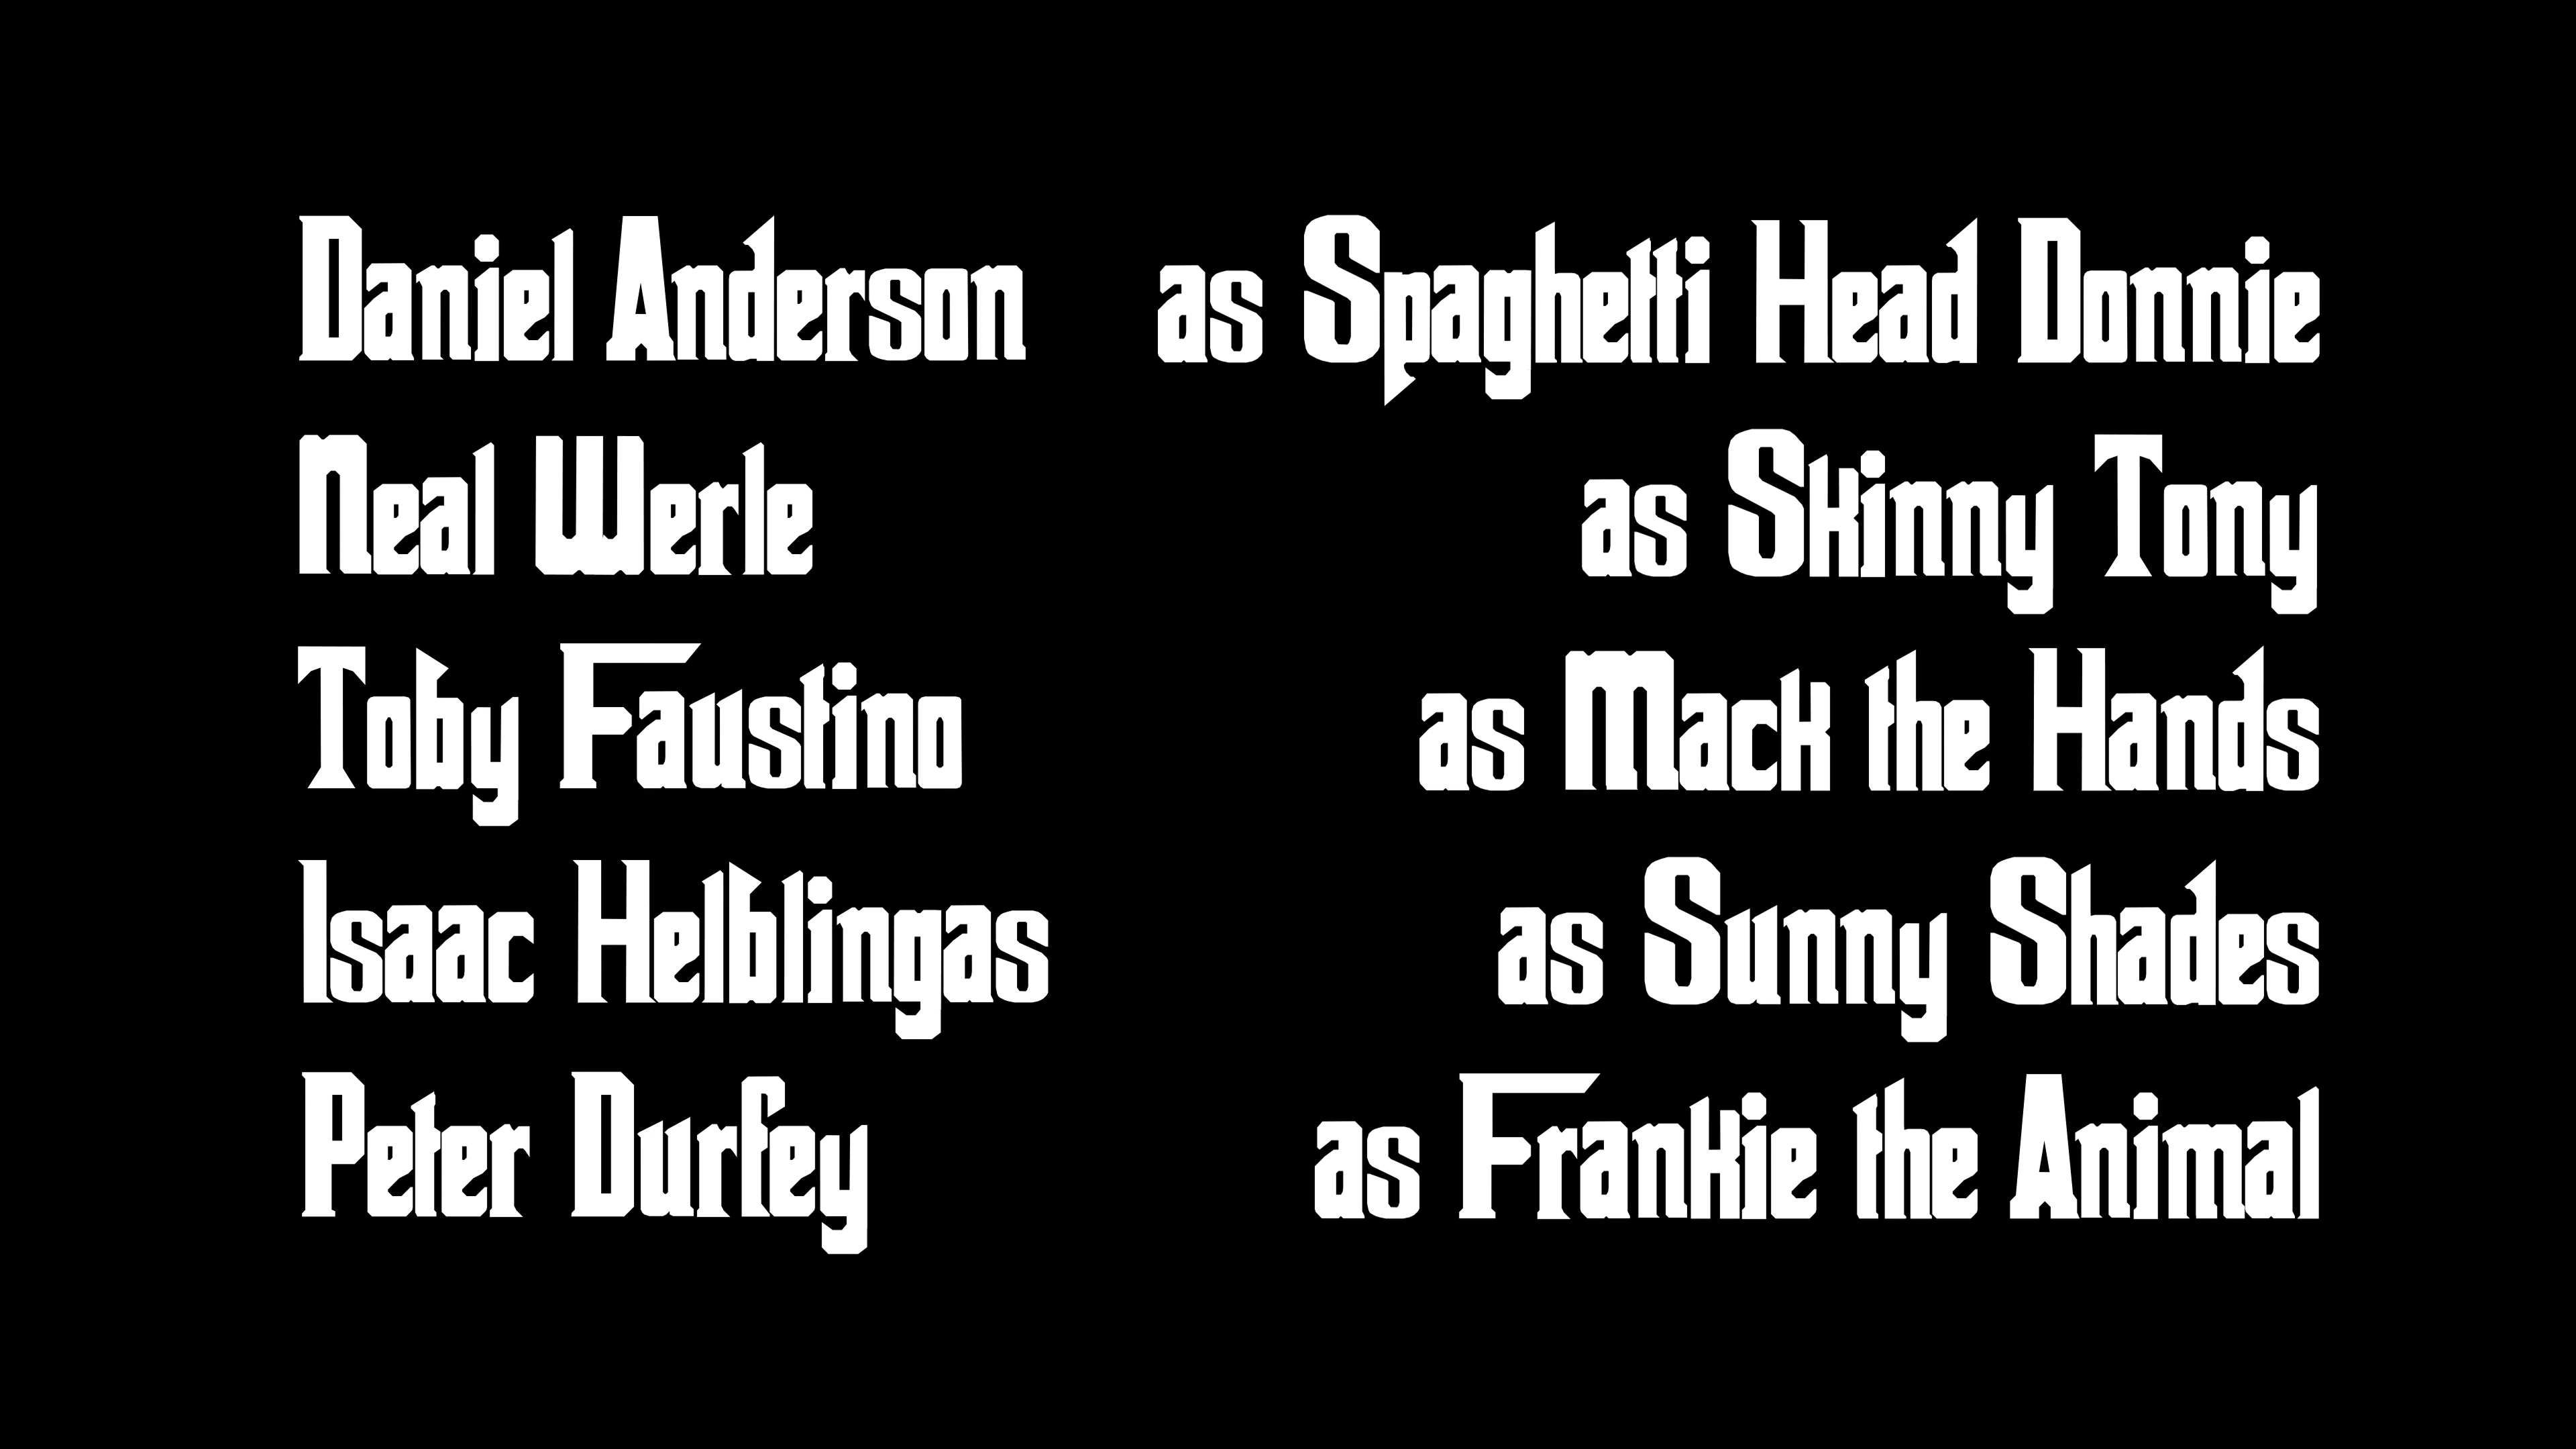 Daniel Anderson as Spaghetti Head Donnie
Neal Werle as Skinny Tony
Toby Faustino as Mack the Hands
Isaac Helblingas as Sunny Shades
Peter Durfey as Frankie the Animal